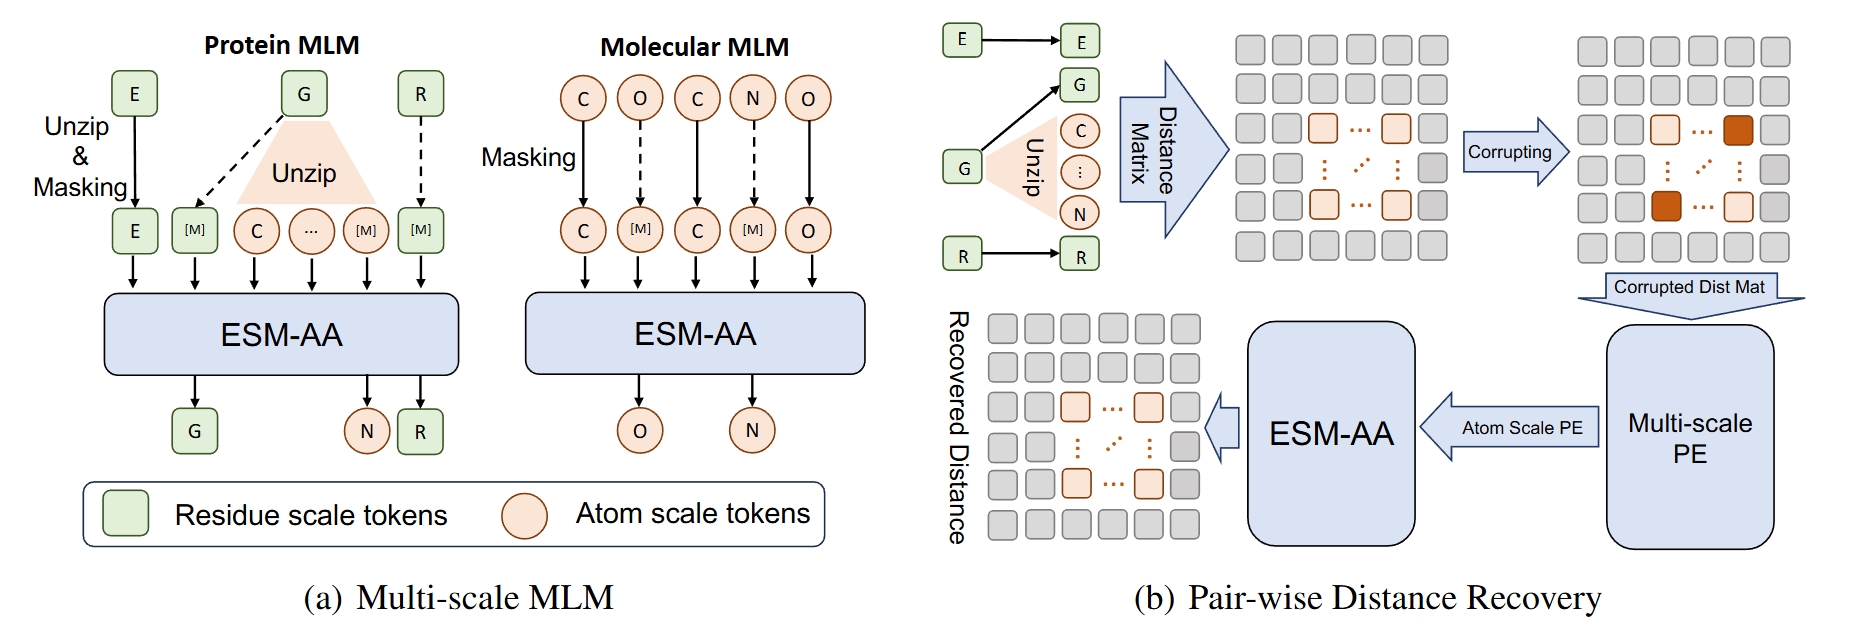 Protein MLM
E
G
R
Unzip
&
Masking
Unzip
E
[M]
C
...
[M]
[M]
ESM-AA
G
N
R
Molecular MLM
C
O
C
N
O
Masking
C
[M]
C
[M]
O
ESM-AA
O
N
Residue scale tokens
Atom scale tokens
(a) Multi-scale MLM
E
E
G
G
Unzip
C
⋮
N
R
R
Distance
Matrix
Corrupting
Corrupted Dist Mat
Multi-scale
PE
Atom Scale PE
ESM-AA
Recovered Distance
(b) Pair-wise Distance Recovery